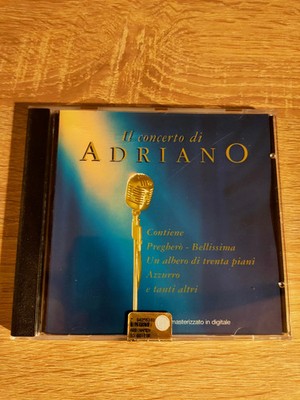 Il concerto di
ADRIANO
Contiene
Pregherò - Bellissima
Un albero di trenta piani
Azzurro
e tanti altri
masterizzato in digitale